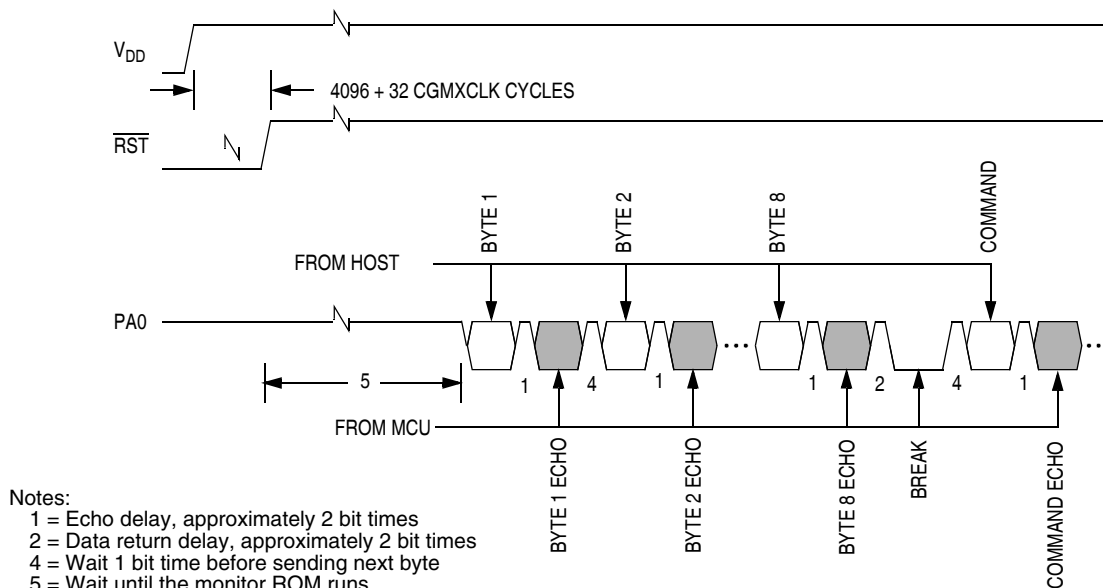 VDD
4096 + 32 CGMXCLK CYCLES
RST
BYTE 1
BYTE 2
BYTE 8
COMMAND
FROM HOST
PA0
5
1
4
1
1
2
4
1
FROM MCU
BYTE 1 ECHO
BYTE 2 ECHO
BYTE 8 ECHO
BREAK
COMMAND ECHO
Notes:
1 = Echo delay, approximately 2 bit times
2 = Data return delay, approximately 2 bit times
4 = Wait 1 bit time before sending next byte
5 = Wait until the monitor ROM runs